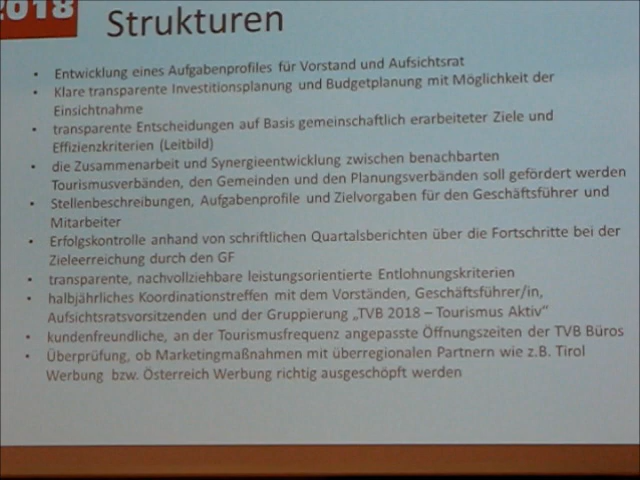 2018
Strukturen
• Entwicklung eines Aufgabenprofiles für Vorstand und Aufsichtsrat
• Klare transparente Investitionsplanung und Budgetplanung mit Möglichkeit der
Einsichtnahme
• transparente Entscheidungen auf Basis gemeinschaftlich erarbeiteter Ziele und
Effizienzkriterien (Leitbild)
• die Zusammenarbeit und Synergieentwicklung zwischen benachbarten
Tourismusverbänden, den Gemeinden und den Planungsverbänden soll gefördert werden
• Stellenbeschreibungen, Aufgabenprofile und Zielvorgaben für den Geschäftsführer und
Mitarbeiter
• Erfolgskontrolle anhand von schriftlichen Quartalsberichten über die Fortschritte bei der
Zieleerreichung durch den GF
• transparente, nachvollziehbare leistungsorientierte Entlohnungskriterien
• halbjährliches Koordinationstreffen mit dem Vorständen, Geschäftsführer/in,
Aufsichtsratsvorsitzenden und der Gruppierung „TVB 2018 – Tourismus Aktiv"
• kundenfreundliche, an der Tourismusfrequenz angepasste Öffnungszeiten der TVB Büros
• Überprüfung, ob Marketingmaßnahmen mit überregionalen Partnern wie z.B. Tirol
Werbung bzw. Österreich Werbung richtig ausgeschöpft werden